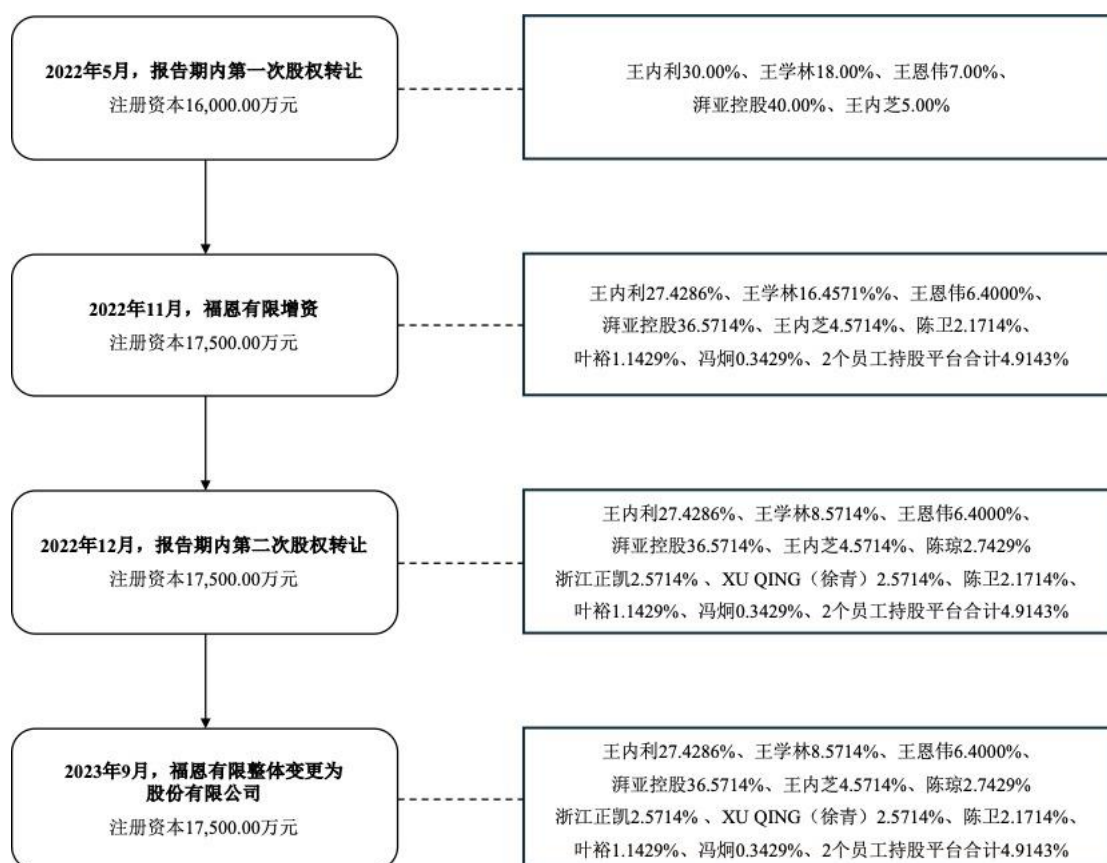 2022年5月，报告期内第一次股权转让
注册资本16,000.00万元
王内利30.00%、王学林18.00%、王恩伟7.00%、
湃亚控股40.00%、王内芝5.00%
2022年11月，福恩有限增资
注册资本17,500.00万元
王内利27.4286%、王学林16.4571%%、王恩伟6.4000%、
湃亚控股36.5714%、王内芝4.5714%、陈卫2.1714%、
叶裕1.1429%、冯炯0.3429%、2个员工持股平台合计4.9143%
2022年12月，报告期内第二次股权转让
注册资本17,500.00万元
王内利27.4286%、王学林8.5714%、王恩伟6.4000%、
湃亚控股36.5714%、王内芝4.5714%、陈琼2.7429%
浙江正凯2.5714% 、XU QING（徐青）2.5714%、陈卫2.1714%、
叶裕1.1429%、冯炯0.3429%、2个员工持股平台合计4.9143%
2023年9月，福恩有限整体变更为
股份有限公司
注册资本17,500.00万元
王内利27.4286%、王学林8.5714%、王恩伟6.4000%、
湃亚控股36.5714%、王内芝4.5714%、陈琼2.7429%
浙江正凯2.5714% 、XU QING（徐青）2.5714%、陈卫2.1714%、
叶裕1.1429%、冯炯0.3429%、2个员工持股平台合计4.9143%